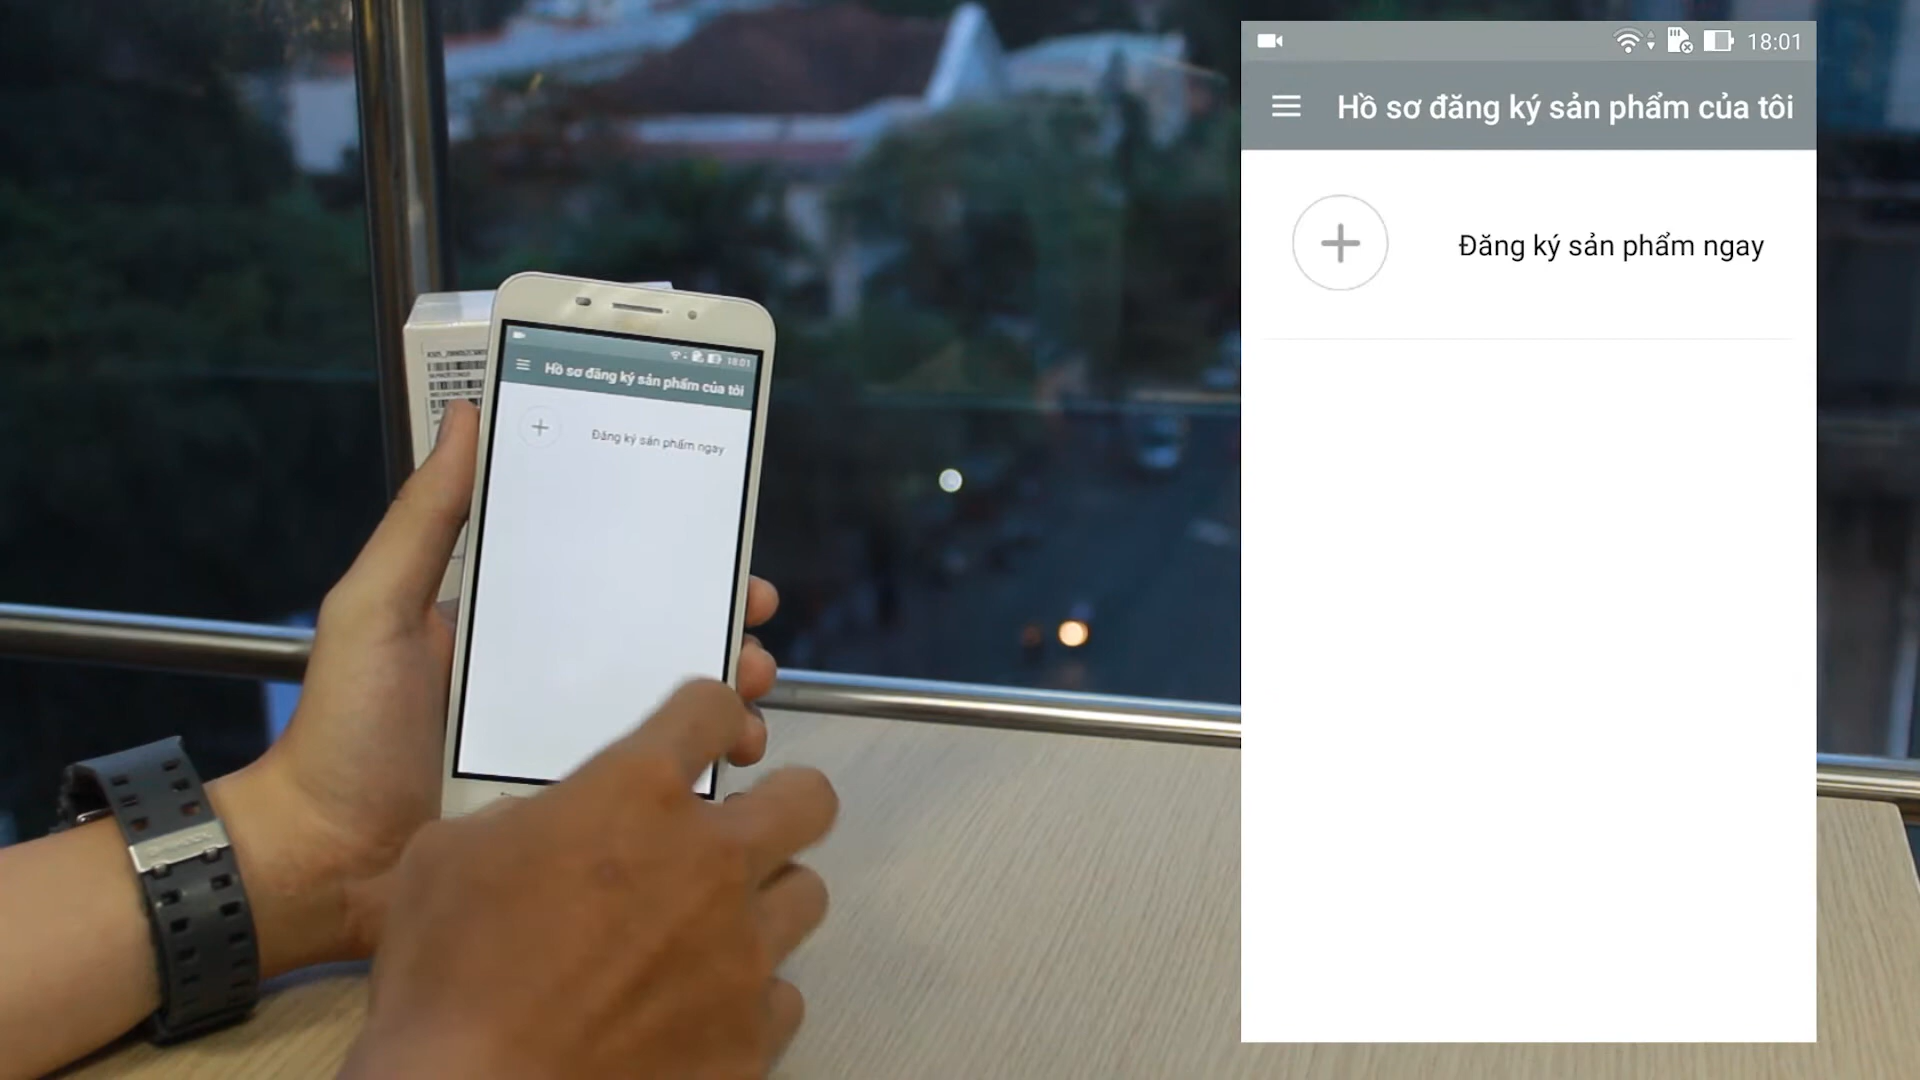 18:01
Hồ sơ đăng ký sản phẩm của tôi
Đăng ký sản phẩm ngay
18:01
Hồ sơ đăng ký sản phẩm của tôi
Đăng ký sản phẩm ngay